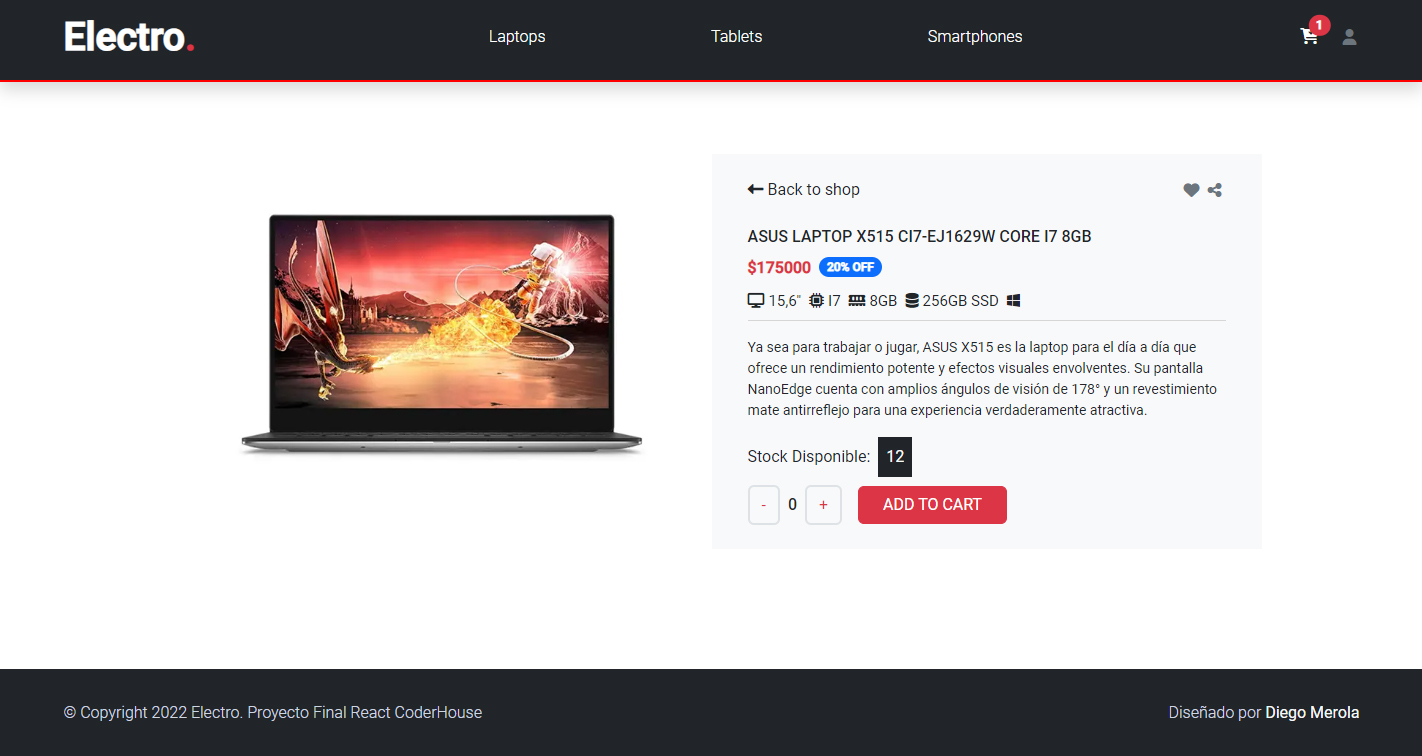 Electro.
Laptops
Tablets
Smartphones
1
Back to shop
ASUS LAPTOP X515 CI7-EJ1629W CORE I7 8GB
$175000 20% OFF
15,6" I7 8GB 256GB SSD
Ya sea para trabajar o jugar, ASUS X515 es la laptop para el día a día que
ofrece un rendimiento potente y efectos visuales envolventes. Su pantalla
NanoEdge cuenta con amplios ángulos de visión de 178° y un revestimiento
mate antirreflejo para una experiencia verdaderamente atractiva.
Stock Disponible: 12
- 0 + ADD TO CART
© Copyright 2022 Electro. Proyecto Final React CoderHouse
Diseñado por Diego Merola